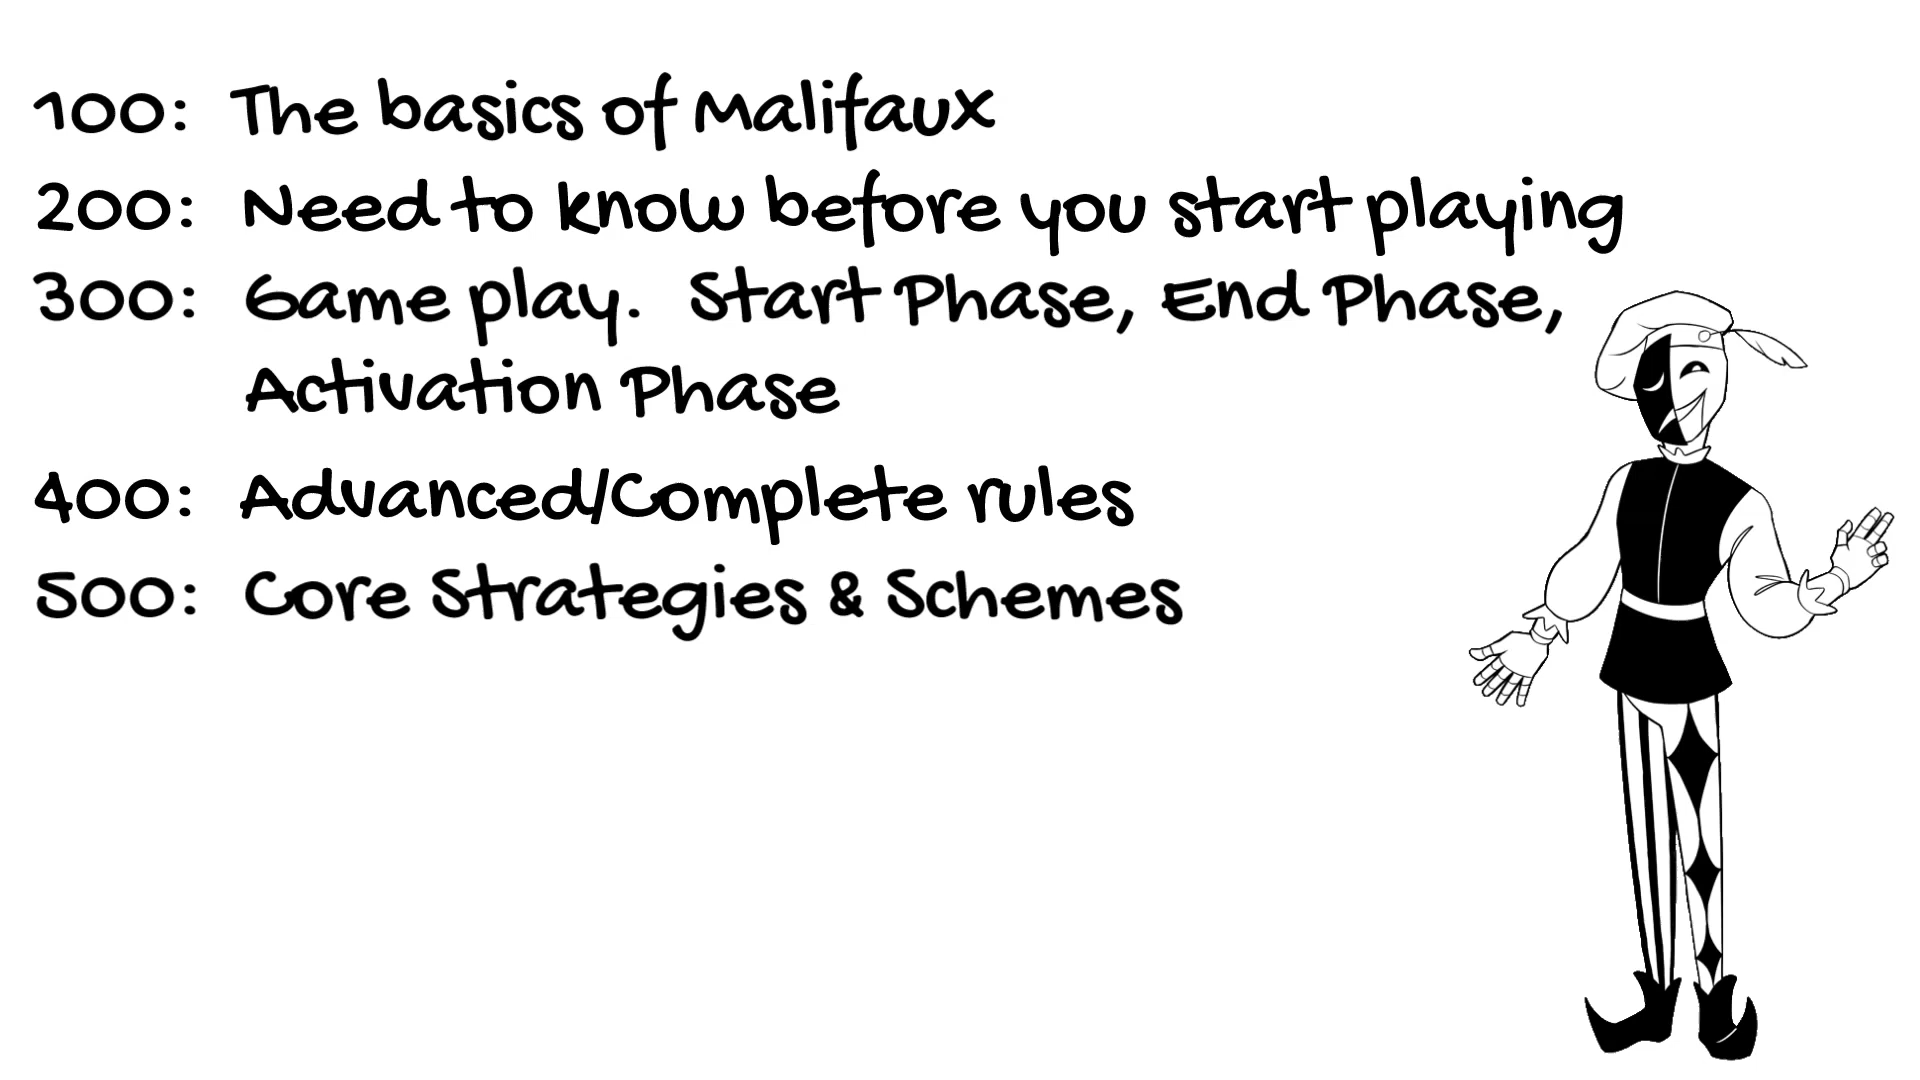 100: The basics of Malifaux
200: Need to know before you start playing
300: Game play. Start Phase, End Phase,
Activation Phase
400: Advanced/Complete rules
500: Core Strategies & Schemes